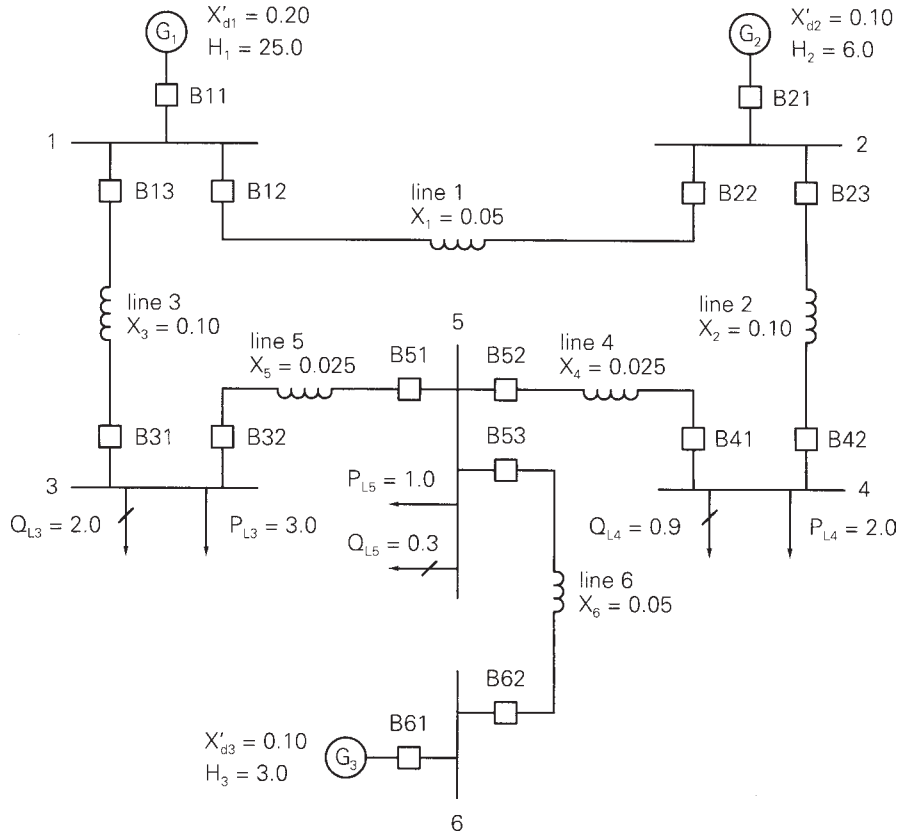 G₁
X'd1 = 0.20
H₁ = 25.0
B11
G₂
X'd2 = 0.10
H₂ = 6.0
B21
1
2
B13
B12
line 1
X₁ = 0.05
B22
B23
line 3
X₃ = 0.10
line 2
X₂ = 0.10
5
line 5
X₅ = 0.025
B51
B52
line 4
X₄ = 0.025
B31
B32
B53
B41
B42
3
4
QL3 = 2.0
PL3 = 3.0
PL5 = 1.0
QL5 = 0.3
QL4 = 0.9
PL4 = 2.0
line 6
X₆ = 0.05
B62
B61
X'd3 = 0.10
H₃ = 3.0
G₃
6